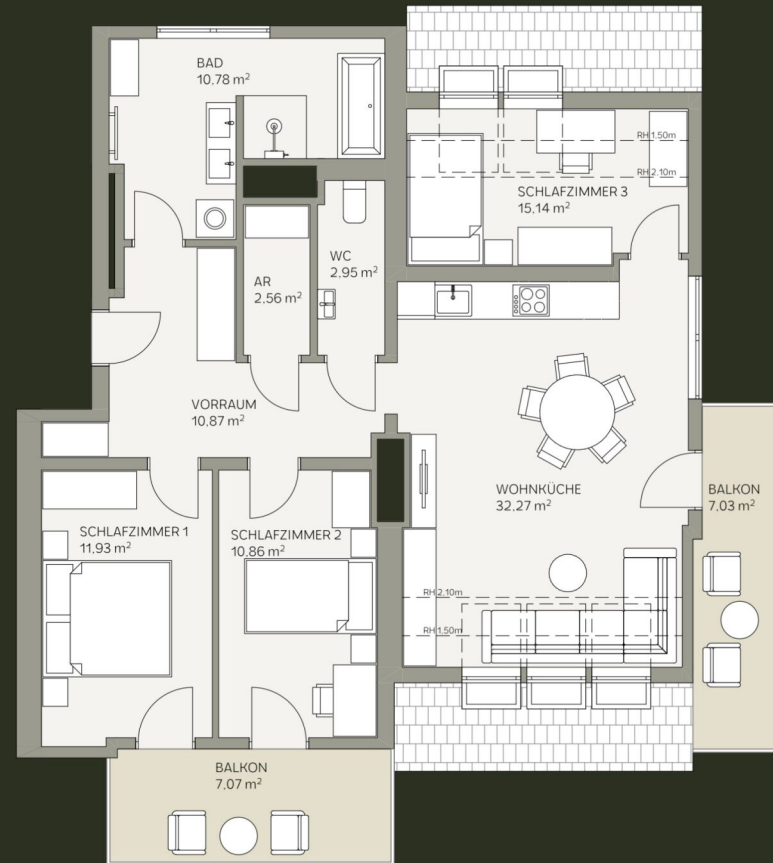 BAD
10,78 m²
RH 1.50m
RH 2.10m
SCHLAFZIMMER 3
15,14 m²
WC
2,95 m²
AR
2,56 m²
VORRAUM
10,87 m²
WOHNKÜCHE
32,27 m²
BALKON
7,03 m²
SCHLAFZIMMER 1
11,93 m²
SCHLAFZIMMER 2
10,86 m²
RH 2.10m
RH 1.50m
BALKON
7,07 m²